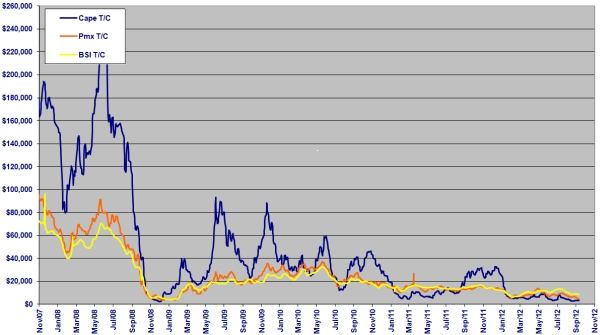 $260,000
$240,000
$220,000
$200,000
$180,000
$160,000
$140,000
$120,000
$100,000
$80,000
$60,000
$40,000
$20,000
$0
Cape T/C
Pmx T/C
BSI T/C
Nov07
Jan08
Mar08
May08
Jul08
Sep08
Nov08
Jan09
Mar09
May09
Jul09
Sep09
Nov09
Jan10
Mar10
May10
Jul10
Sep10
Nov10
Jan11
Mar11
May11
Jul11
Sep11
Nov11
Jan12
Mar12
May12
Jul12
Sep12
Nov12